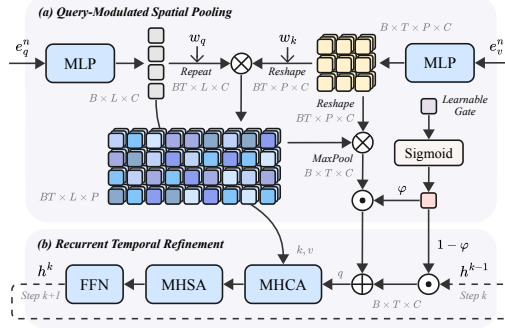 (a) Query-Modulated Spatial Pooling
e_q^n
MLP
B × L × C
w_q
Repeat
BT × L × C
w_k
Reshape
BT × P × C
B × T × P × C
MLP
e_v^n
Reshape
BT × P × C
Learnable
Gate
Sigmoid
MaxPool
B × T × C
φ
BT × L × P
(b) Recurrent Temporal Refinement
k, v
1 − φ
h^k
FFN
MHSA
MHCA
q
h^{k−1}
Step k+1
B × T × C
Step k